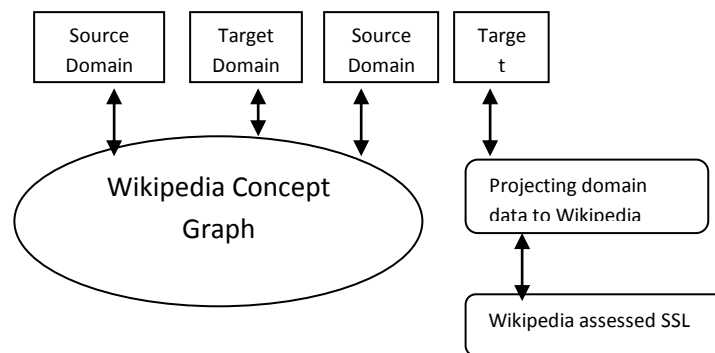 Source
Domain
Target
Domain
Source
Domain
Targe
t
Wikipedia Concept
Graph
Projecting domain
data to Wikipedia
Wikipedia assessed SSL